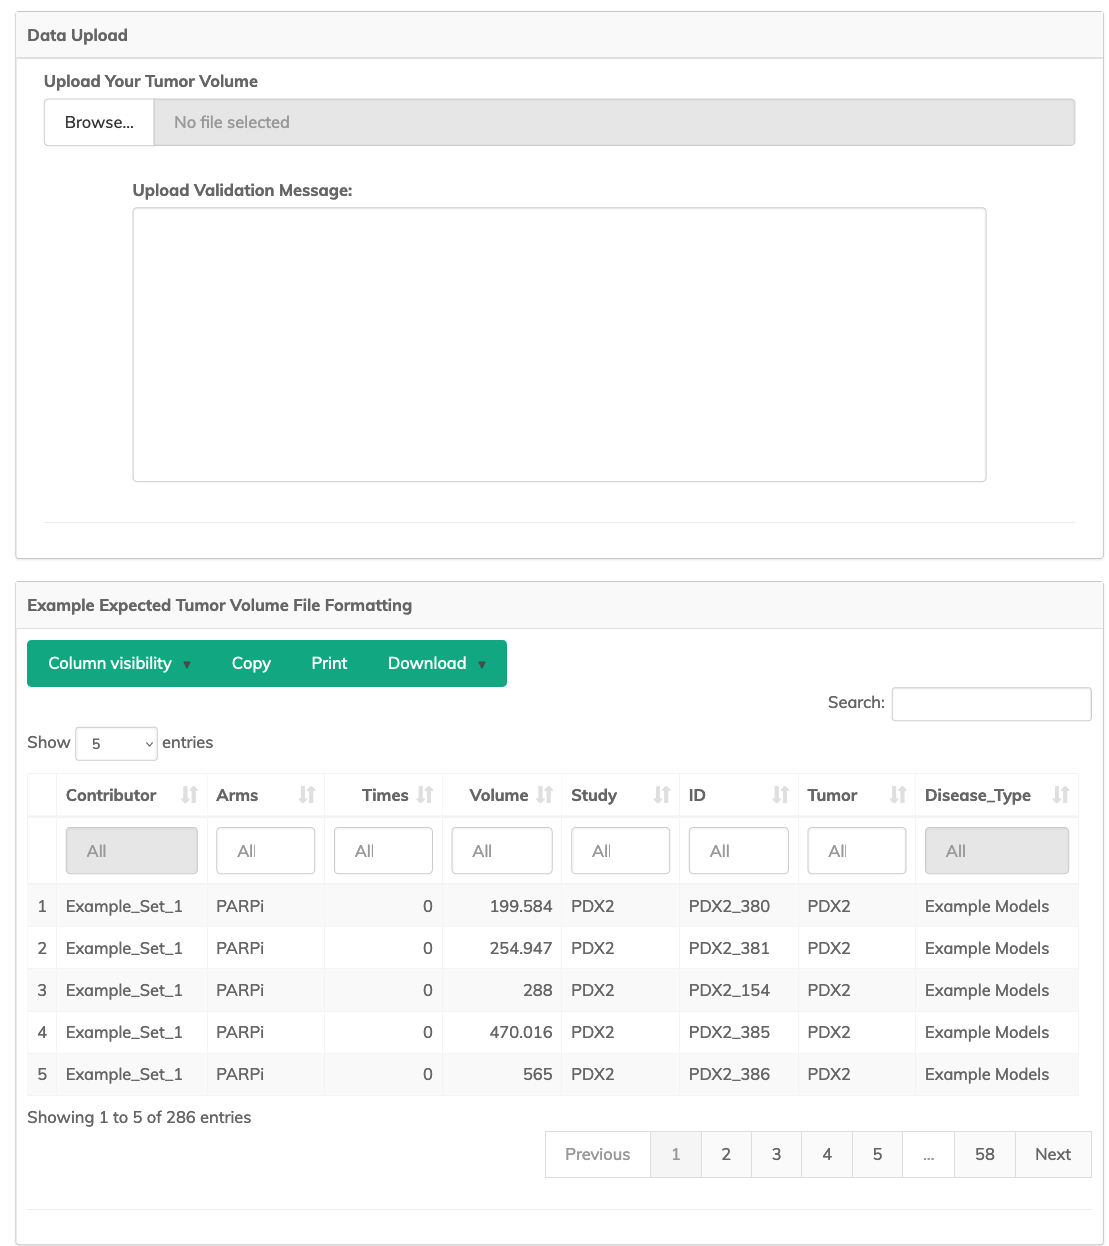 Data Upload
Upload Your Tumor Volume
Browse... No file selected
Upload Validation Message:
Example Expected Tumor Volume File Formatting
Column visibility ▼ Copy Print Download ▼
Search:
Show 5 entries
Contributor Arms Times Volume Study ID Tumor Disease_Type
All All All All All All All All
1 Example_Set_1 PARPi 0 199.584 PDX2 PDX2_380 PDX2 Example Models
2 Example_Set_1 PARPi 0 254.947 PDX2 PDX2_381 PDX2 Example Models
3 Example_Set_1 PARPi 0 288 PDX2 PDX2_154 PDX2 Example Models
4 Example_Set_1 PARPi 0 470.016 PDX2 PDX2_385 PDX2 Example Models
5 Example_Set_1 PARPi 0 565 PDX2 PDX2_386 PDX2 Example Models
Showing 1 to 5 of 286 entries
Previous 1 2 3 4 5 ... 58 Next